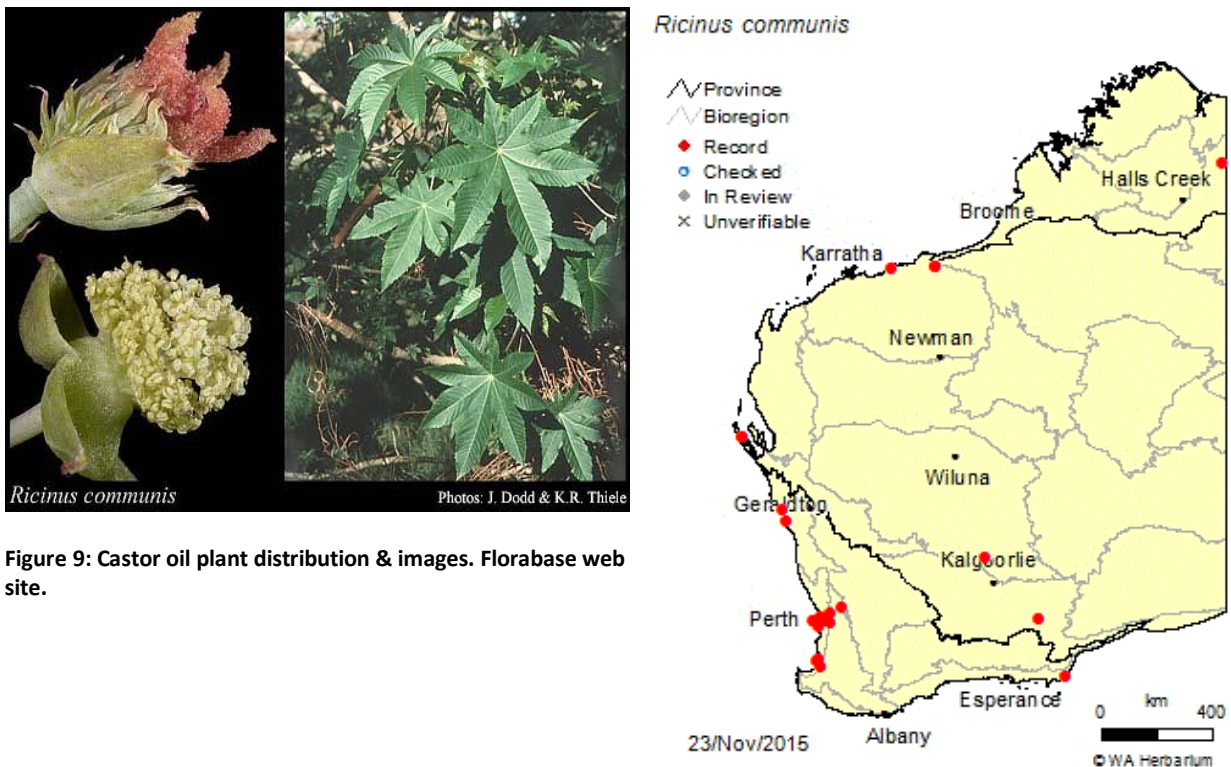 Ricinus communis
Photos: J. Dodd & K.R. Thiele
Figure 9: Castor oil plant distribution & images. Florabase web
site.
Ricinus communis
Province
Bioregion
Record
Checked
In Review
Unverifiable
Halls Creek
Broome
Karratha
Newman
Wiluna
Geraldton
Kalgoorlie
Perth
Esperance
Albany
0 km 400
23/Nov/2015
© WA Herbarium